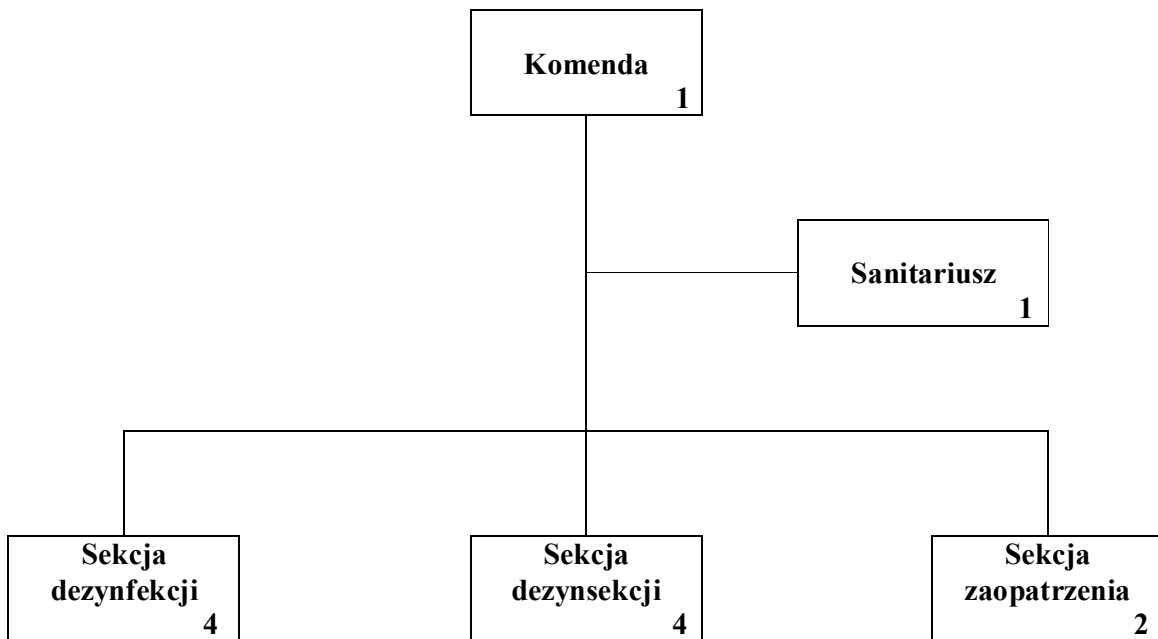 Komenda
1
Sanitariusz
1
Sekcja
dezynfekcji
4
Sekcja
dezynsekcji
4
Sekcja
zaopatrzenia
2